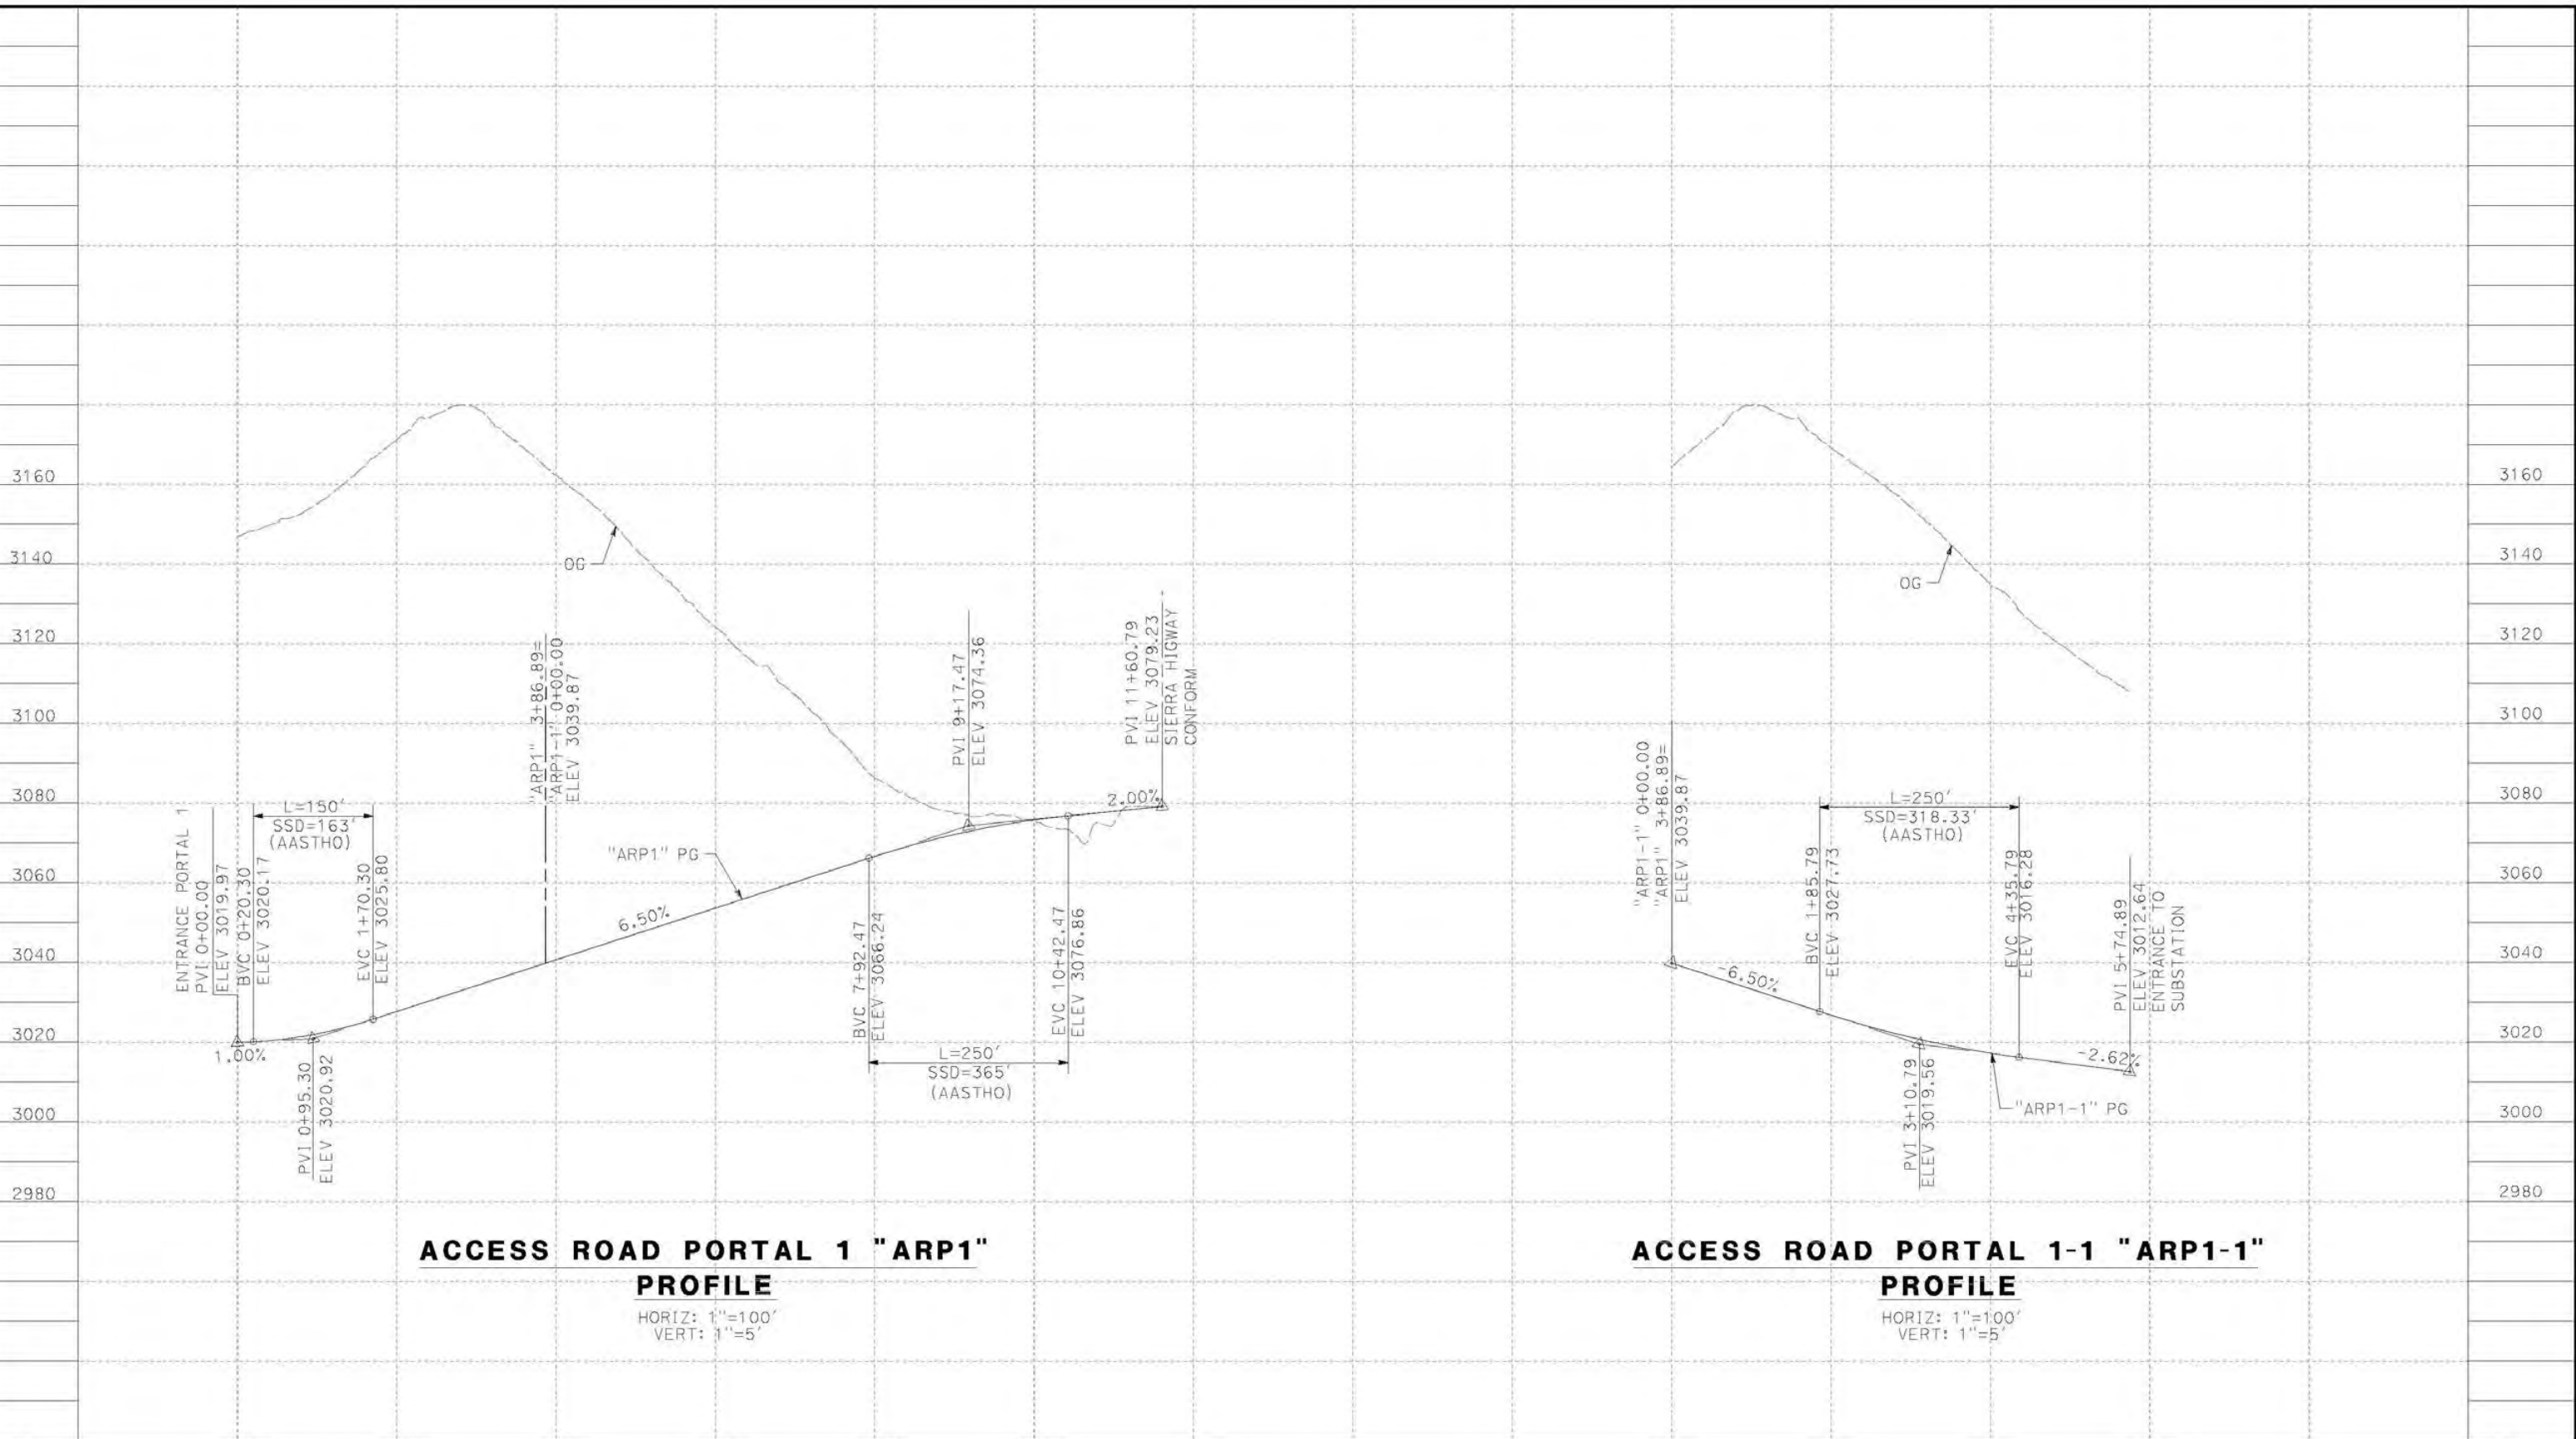 3160
3140
3120
3100
3080
3060
3040
3020
3000
2980
ENTRANCE PORTAL 1
PVI 0+00.00
ELEV 3019.97
BVC 0+20.30
ELEV 3020.17
L=150'
SSD=163'
(AASTHO)
EVC 1+70.30
ELEV 3025.80
1.00%
PVI 0+95.30
ELEV 3020.92
"ARP1" 3+86.89=
"ARP1-1" 0+00.00
ELEV 3039.87
OG
6.50%
"ARP1" PG
BVC 7+92.47
ELEV 3066.24
PVI 9+17.47
ELEV 3074.36
EVC 10+42.47
ELEV 3076.86
L=250'
SSD=365'
(AASTHO)
2.00%
PVI 11+60.79
ELEV 3079.23
SIERRA HIGWAY
CONFORM
ACCESS ROAD PORTAL 1 "ARP1"
PROFILE
HORIZ: 1"=100'
VERT: 1"=5'
"ARP1-1" 0+00.00
"ARP1" 3+86.89=
ELEV 3039.87
-6.50%
OG
BVC 1+85.79
ELEV 3027.73
L=250'
SSD=318.33'
(AASTHO)
EVC 4+35.79
ELEV 3016.28
PVI 3+10.79
ELEV 3019.56
"ARP1-1" PG
-2.62%
PVI 5+74.89
ELEV 3012.64
ENTRANCE TO
SUBSTATION
ACCESS ROAD PORTAL 1-1 "ARP1-1"
PROFILE
HORIZ: 1"=100'
VERT: 1"=5'
3160
3140
3120
3100
3080
3060
3040
3020
3000
2980